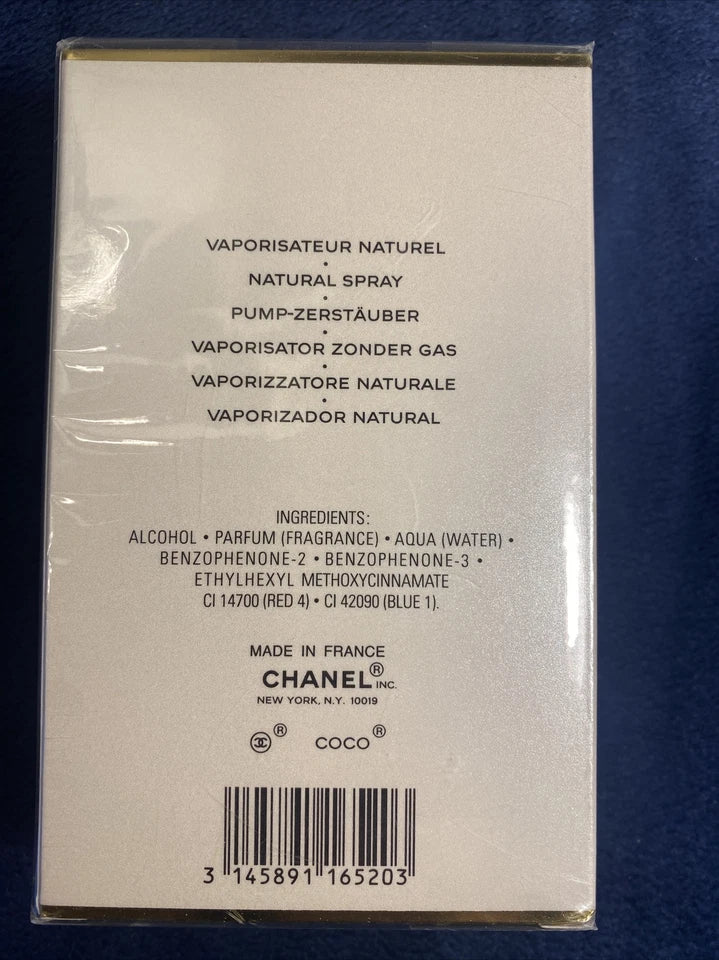 VAPORISATEUR NATUREL
•
NATURAL SPRAY
•
PUMP-ZERSTÄUBER
•
VAPORISATOR ZONDER GAS
•
VAPORIZZATORE NATURALE
•
VAPORIZADOR NATURAL
INGREDIENTS:
ALCOHOL • PARFUM (FRAGRANCE) • AQUA (WATER) •
BENZOPHENONE-2 • BENZOPHENONE-3 •
ETHYLHEXYL METHOXYCINNAMATE
CI 14700 (RED 4) • CI 42090 (BLUE 1).
MADE IN FRANCE
CHANEL® INC.
NEW YORK, N.Y. 10019
® COCO®
3 145891 165203